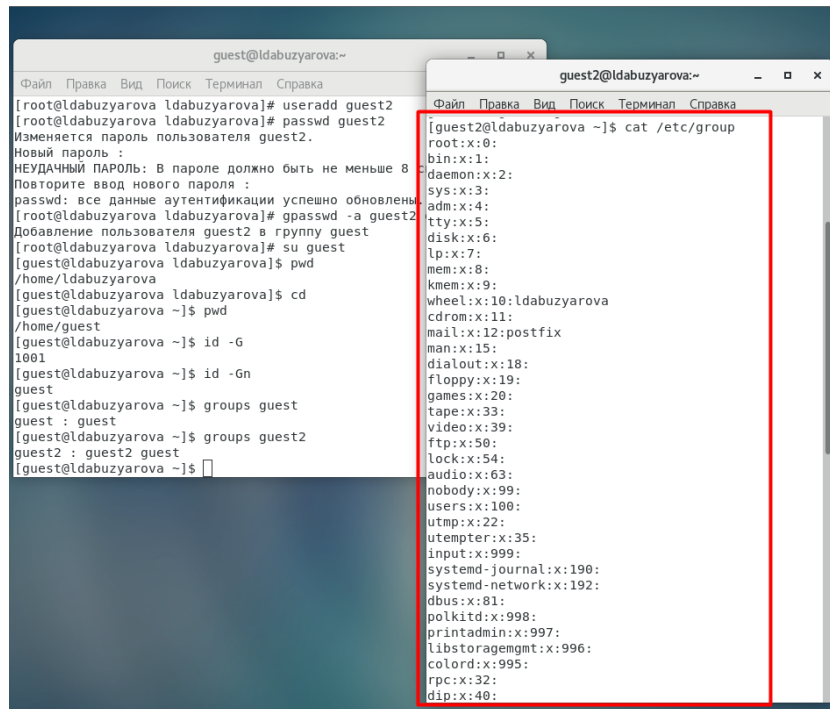 guest@ldabuzyarova:~
Файл Правка Вид Поиск Терминал Справка
[root@ldabuzyarova ldabuzyarova]# useradd guest2
[root@ldabuzyarova ldabuzyarova]# passwd guest2
Изменяется пароль пользователя guest2.
Новый пароль :
НЕУДАЧНЫЙ ПАРОЛЬ: В пароле должно быть не меньше 8
Повторите ввод нового пароля :
passwd: все данные аутентификации успешно обновлены.
[root@ldabuzyarova ldabuzyarova]# gpasswd -a guest2
Добавление пользователя guest2 в группу guest
[root@ldabuzyarova ldabuzyarova]# su guest
[guest@ldabuzyarova ldabuzyarova]$ pwd
/home/ldabuzyarova
[guest@ldabuzyarova ldabuzyarova]$ cd
[guest@ldabuzyarova ~]$ pwd
/home/guest
[guest@ldabuzyarova ~]$ id -G
1001
[guest@ldabuzyarova ~]$ id -Gn
guest
[guest@ldabuzyarova ~]$ groups guest
guest : guest
[guest@ldabuzyarova ~]$ groups guest2
guest2 : guest2 guest
[guest@ldabuzyarova ~]$
guest2@ldabuzyarova:~
Файл Правка Вид Поиск Терминал Справка
[guest2@ldabuzyarova ~]$ cat /etc/group
root:x:0:
bin:x:1:
daemon:x:2:
sys:x:3:
adm:x:4:
tty:x:5:
disk:x:6:
lp:x:7:
mem:x:8:
kmem:x:9:
wheel:x:10:ldabuzyarova
cdrom:x:11:
mail:x:12:postfix
man:x:15:
dialout:x:18:
floppy:x:19:
games:x:20:
tape:x:33:
video:x:39:
ftp:x:50:
lock:x:54:
audio:x:63:
nobody:x:99:
users:x:100:
utmp:x:22:
utempter:x:35:
input:x:999:
systemd-journal:x:190:
systemd-network:x:192:
dbus:x:81:
polkitd:x:998:
printadmin:x:997:
libstoragemgmt:x:996:
colord:x:995:
rpc:x:32:
dip:x:40: